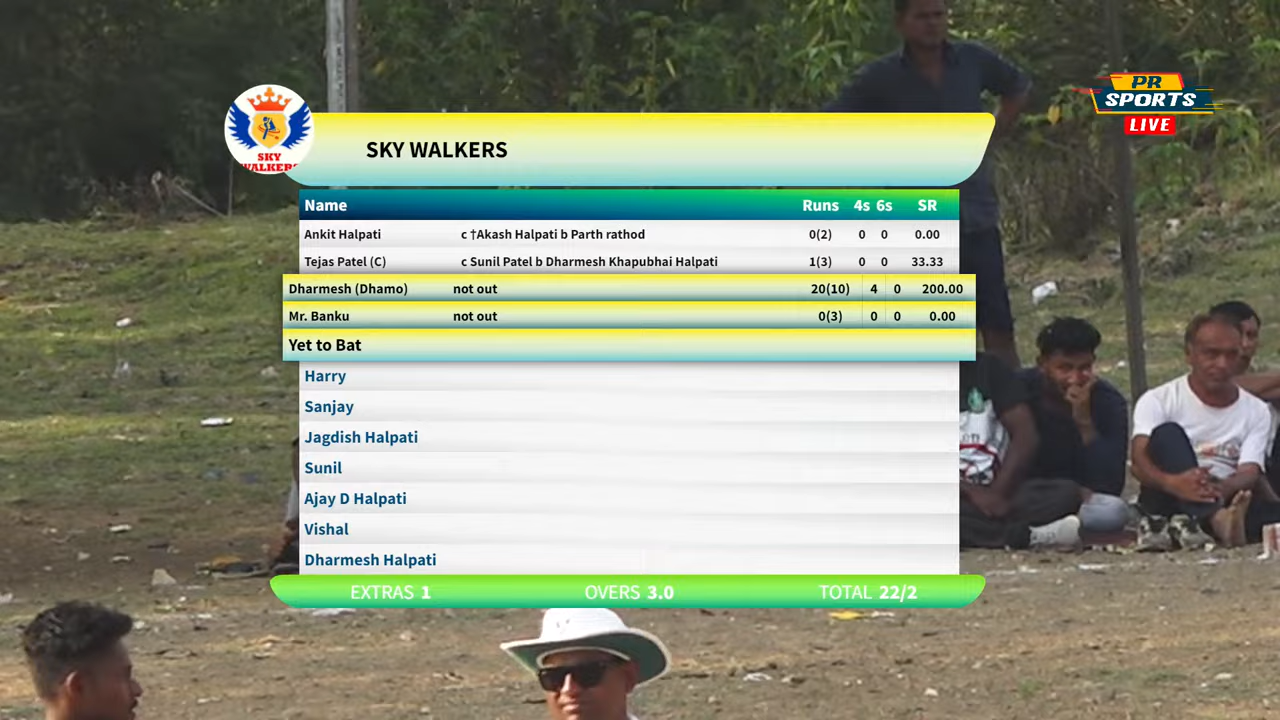 PR
SPORTS
LIVE
SKY
WALKERS
SKY WALKERS
Name Runs 4s 6s SR
Ankit Halpati c †Akash Halpati b Parth rathod 0(2) 0 0 0.00
Tejas Patel (C) c Sunil Patel b Dharmesh Khapubhai Halpati 1(3) 0 0 33.33
Dharmesh (Dhamo) not out 20(10) 4 0 200.00
Mr. Banku not out 0(3) 0 0 0.00
Yet to Bat
Harry
Sanjay
Jagdish Halpati
Sunil
Ajay D Halpati
Vishal
Dharmesh Halpati
EXTRAS 1 OVERS 3.0 TOTAL 22/2